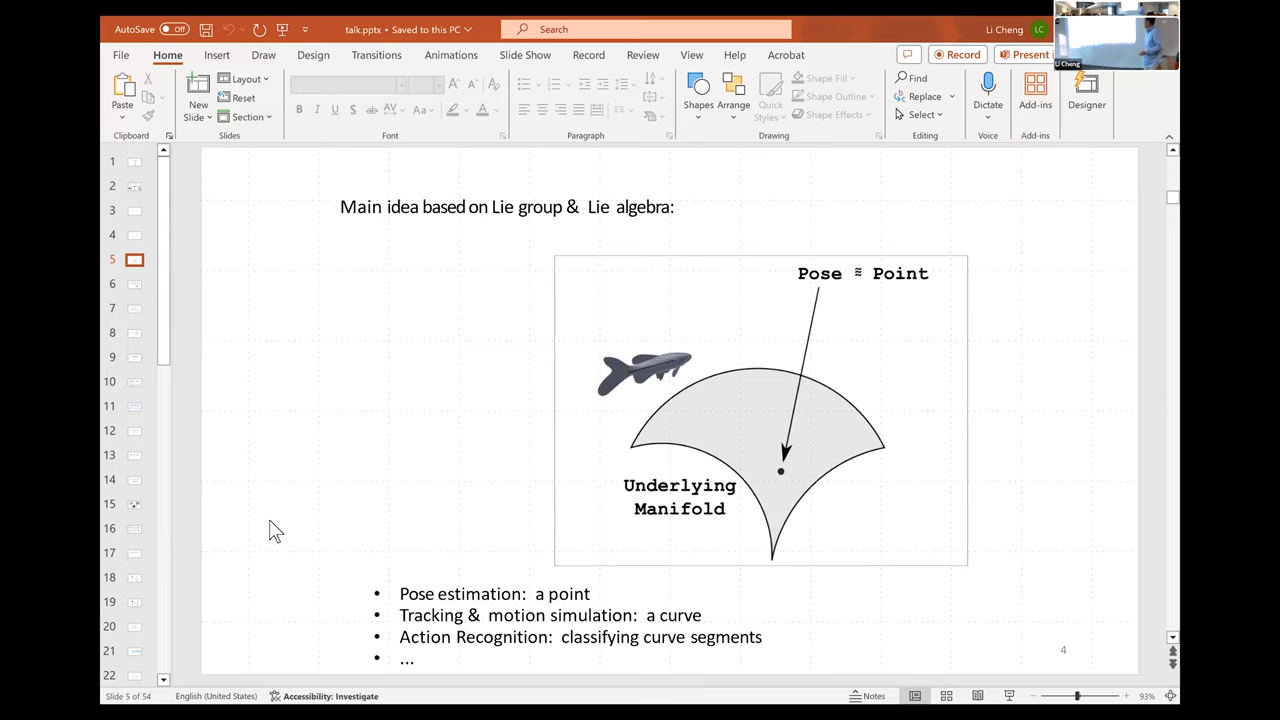 AutoSave Off talk.pptx • Saved to this PC Search Li Cheng LC
File Home Insert Draw Design Transitions Animations Slide Show Record Review View Help Acrobat Record Present i
Paste
New
Slide
Layout
Reset
Section
B I U S ab AV Aa A
Shapes
Arrange
Quick
Styles
Shape Fill
Shape Outline
Shape Effects
Find
Replace
Select
Dictate
Add-ins
Designer
Clipboard Slides Font Paragraph Drawing Editing Voice Add-ins Designer
Li Cheng
1
2
3
4
5
6
7
8
9
10
11
12
13
14
15
16
17
18
19
20
21
22
Main idea based on Lie group & Lie algebra:
Pose ≊ Point
Underlying
Manifold
• Pose estimation: a point
• Tracking & motion simulation: a curve
• Action Recognition: classifying curve segments
• ...
4
Slide 5 of 54 English (United States) Accessibility: Investigate Notes 93%